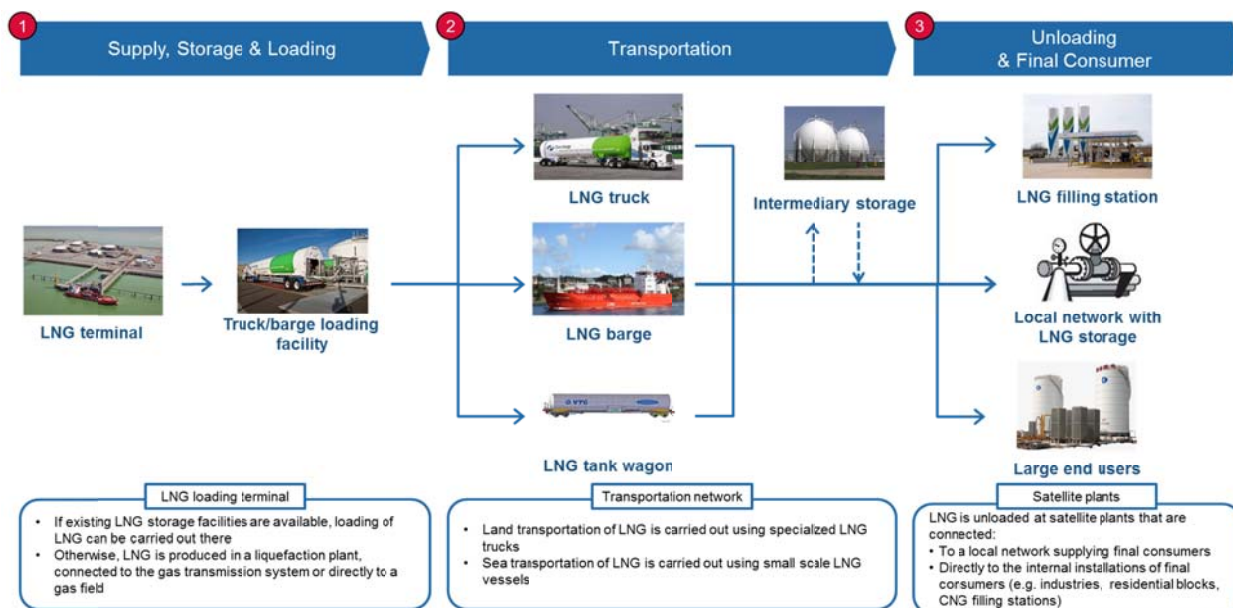 1
Supply, Storage & Loading
2
Transportation
3
Unloading
& Final Consumer
LNG terminal
Truck/barge loading
facility
LNG truck
LNG barge
VTG
LNG tank wagon
Intermediary storage
LNG filling station
Local network with
LNG storage
Large end users
LNG loading terminal
• If existing LNG storage facilities are available, loading of
LNG can be carried out there
• Otherwise, LNG is produced in a liquefaction plant,
connected to the gas transmission system or directly to a
gas field
Transportation network
• Land transportation of LNG is carried out using specialized LNG
trucks
• Sea transportation of LNG is carried out using small scale LNG
vessels
Satellite plants
LNG is unloaded at satellite plants that are
connected:
• To a local network supplying final consumers
• Directly to the internal installations of final
consumers (e.g. industries, residential blocks,
CNG filling stations)